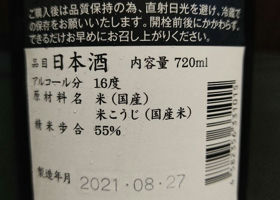 ご購入後は品質保持の為、直射日光を避け、冷蔵で
の保存をお願いいたします。開栓前後にかかわらず、
できるだけお早めにお召し上がりください。
品目 日本酒 内容量 720ml
アルコール分 16度
原材料名 米(国産)
米こうじ(国産米)
精米歩合 55%
製造年月 2021・08・27